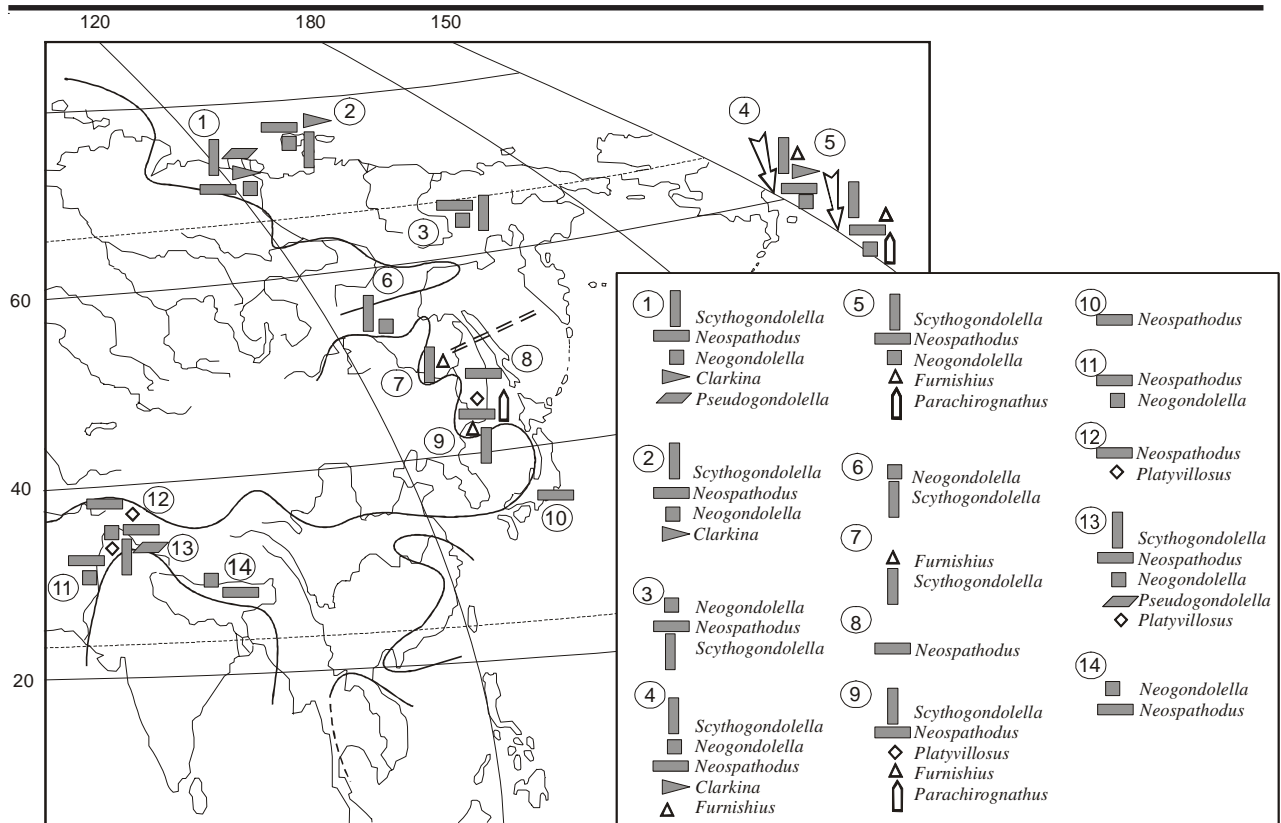 120 180 150
60
40
20
1
2
3
4
5
6
7
8
9
10
11
12
13
14
1
Scythogondolella
Neospathodus
Neogondolella
Clarkina
Pseudogondolella
2
Scythogondolella
Neospathodus
Neogondolella
Clarkina
3
Neogondolella
Neospathodus
Scythogondolella
4
Scythogondolella
Neogondolella
Neospathodus
Clarkina
Furnishius
5
Scythogondolella
Neospathodus
Neogondolella
Furnishius
Parachirognathus
6
Neogondolella
Scythogondolella
7
Furnishius
Scythogondolella
8
Neospathodus
9
Scythogondolella
Neospathodus
Platyvillosus
Furnishius
Parachirognathus
10
Neospathodus
11
Neospathodus
Neogondolella
12
Neospathodus
Platyvillosus
13
Scythogondolella
Neospathodus
Neogondolella
Pseudogondolella
Platyvillosus
14
Neogondolella
Neospathodus